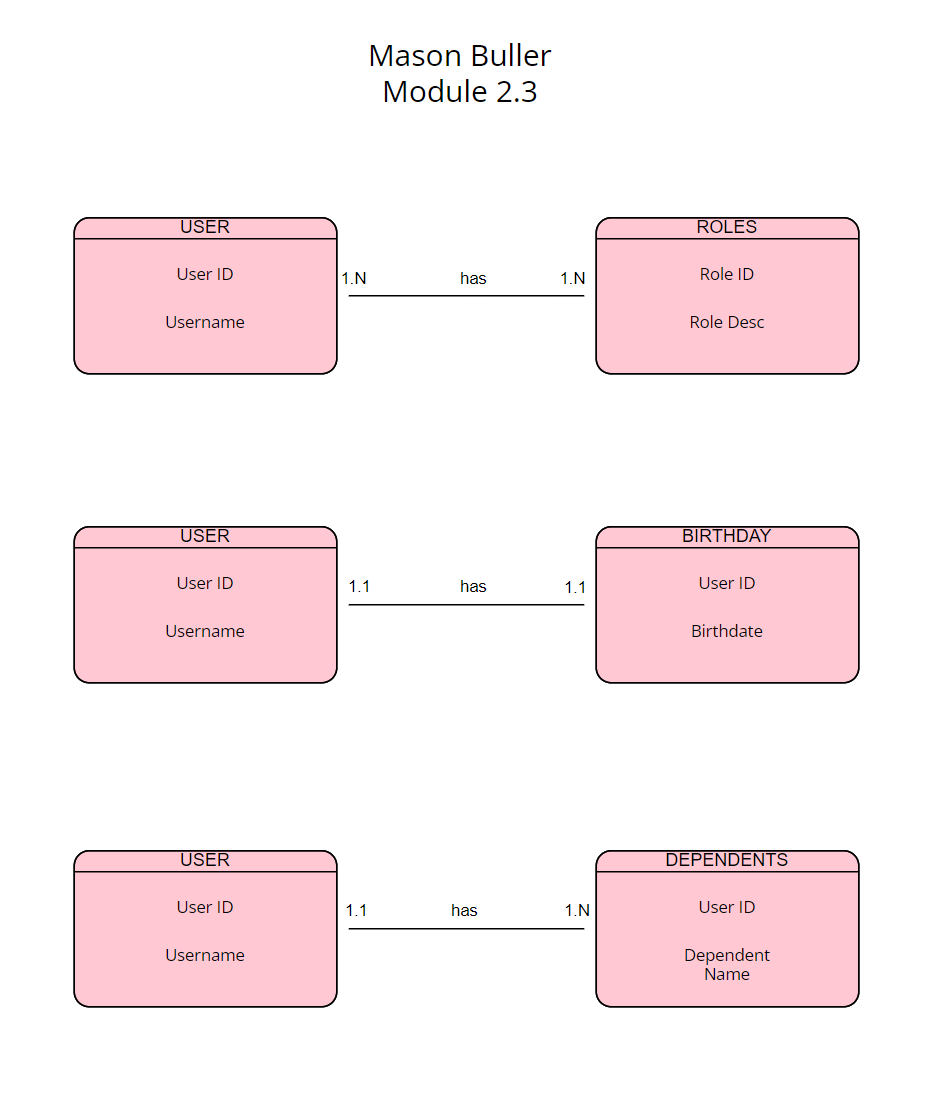 Mason Buller
Module 2.3
USER
User ID
Username
1.N has 1.N
ROLES
Role ID
Role Desc
USER
User ID
Username
1.1 has 1.1
BIRTHDAY
User ID
Birthdate
USER
User ID
Username
1.1 has 1.N
DEPENDENTS
User ID
Dependent
Name